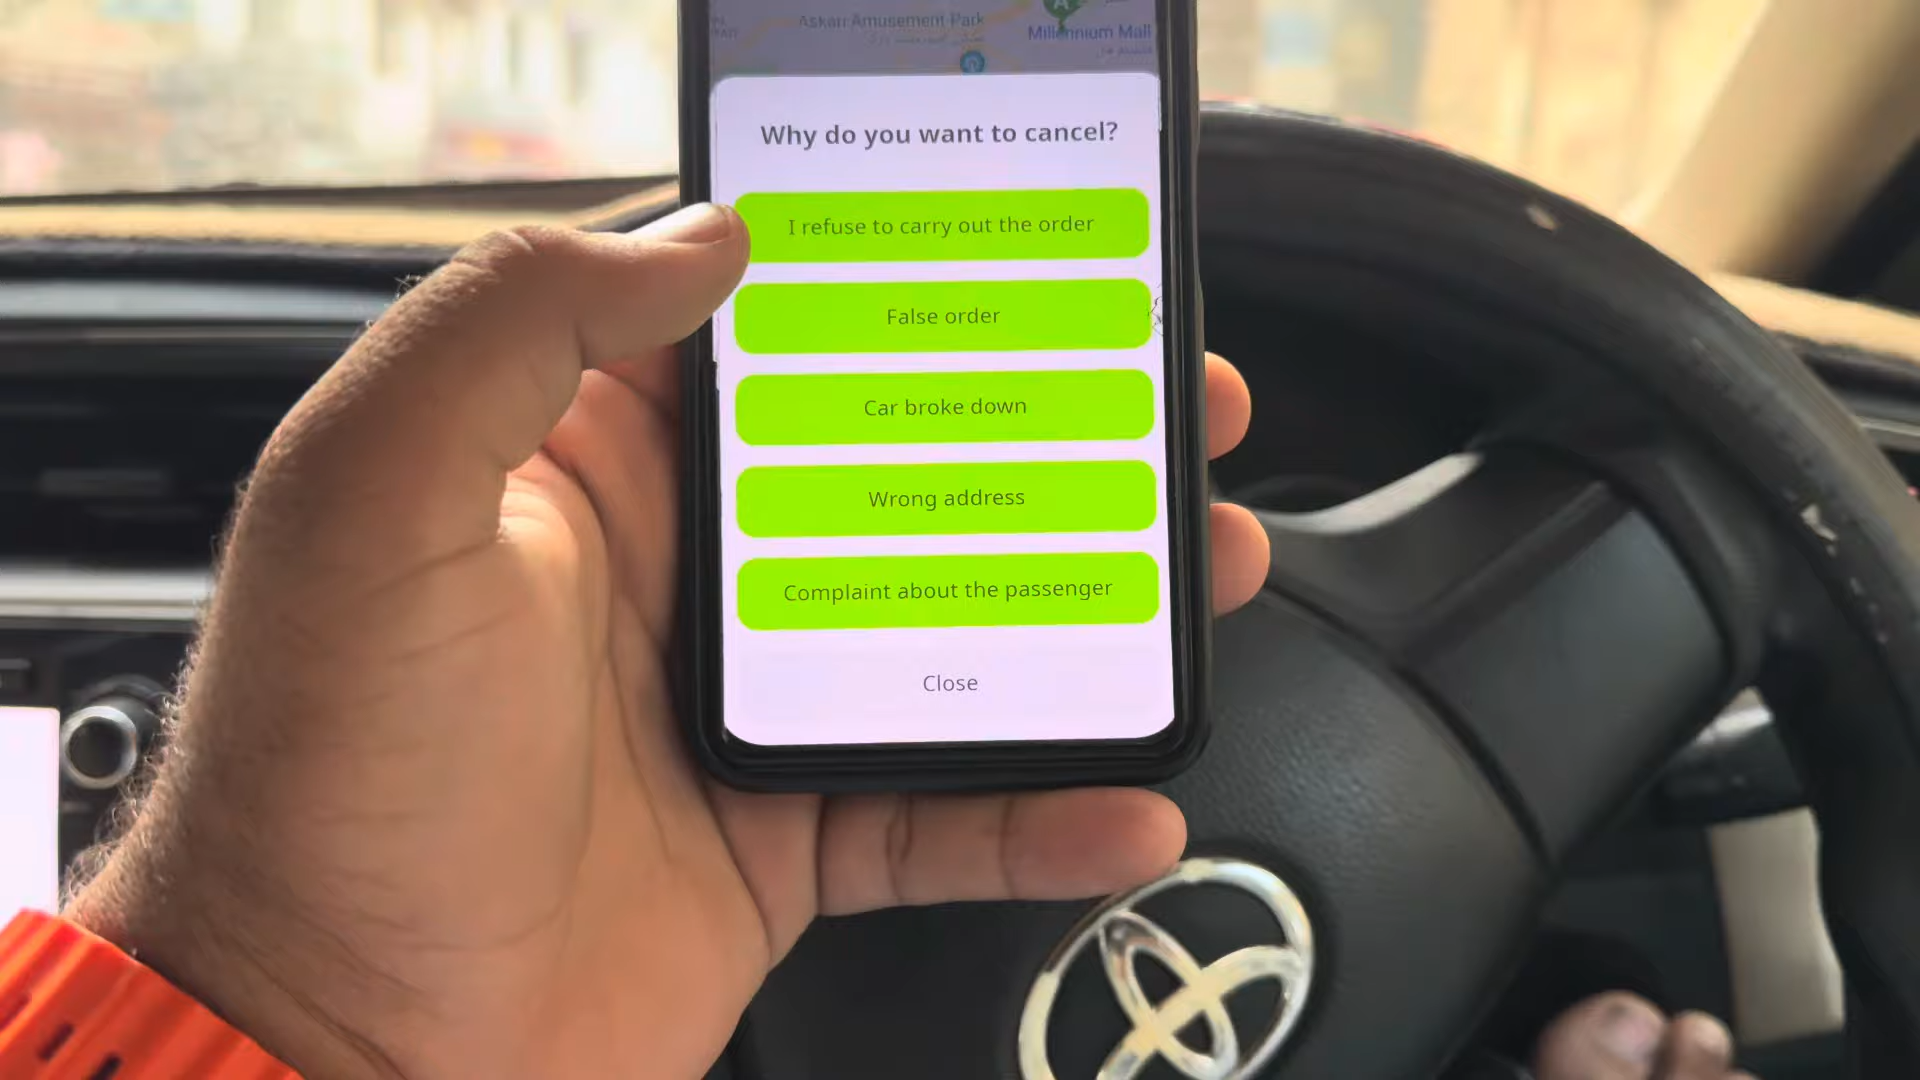 Askari Amusement Park
Millennium Mall
Why do you want to cancel?
I refuse to carry out the order
False order
Car broke down
Wrong address
Complaint about the passenger
Close